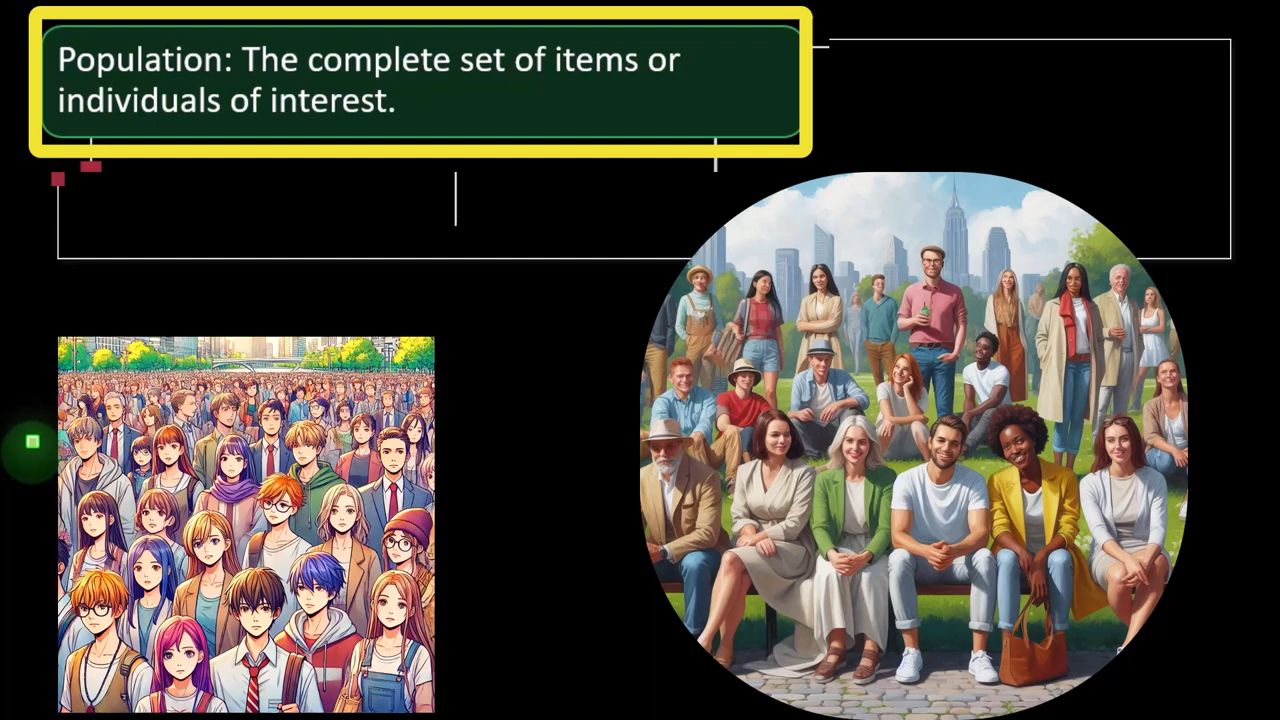 Population: The complete set of items or
individuals of interest.